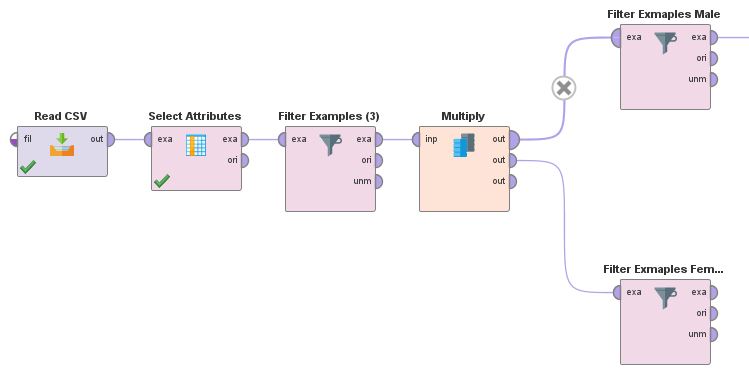 Filter Exmaples Male
exa exa
ori
unm
Read CSV Select Attributes Filter Examples (3) Multiply
fil out exa exa exa exa inp out
ori ori out
unm out
Filter Exmaples Fem...
exa exa
ori
unm